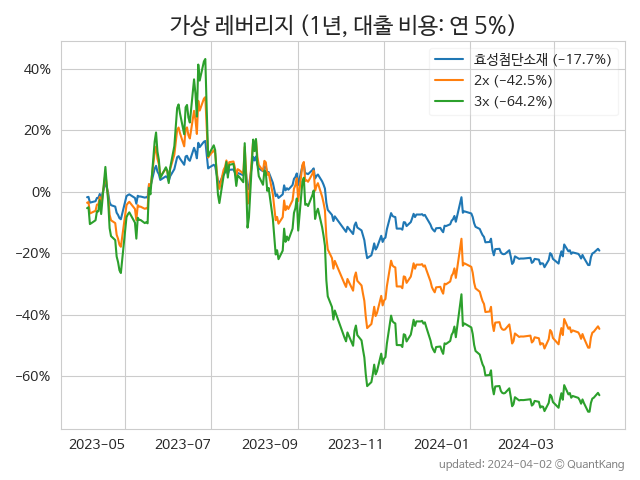 가상 레버리지 (1년, 대출 비용: 연 5%)
효성첨단소재 (-17.7%)
2x (-42.5%)
3x (-64.2%)
40%
20%
0%
-20%
-40%
-60%
2023-05 2023-07 2023-09 2023-11 2024-01 2024-03
updated: 2024-04-02 © QuantKang